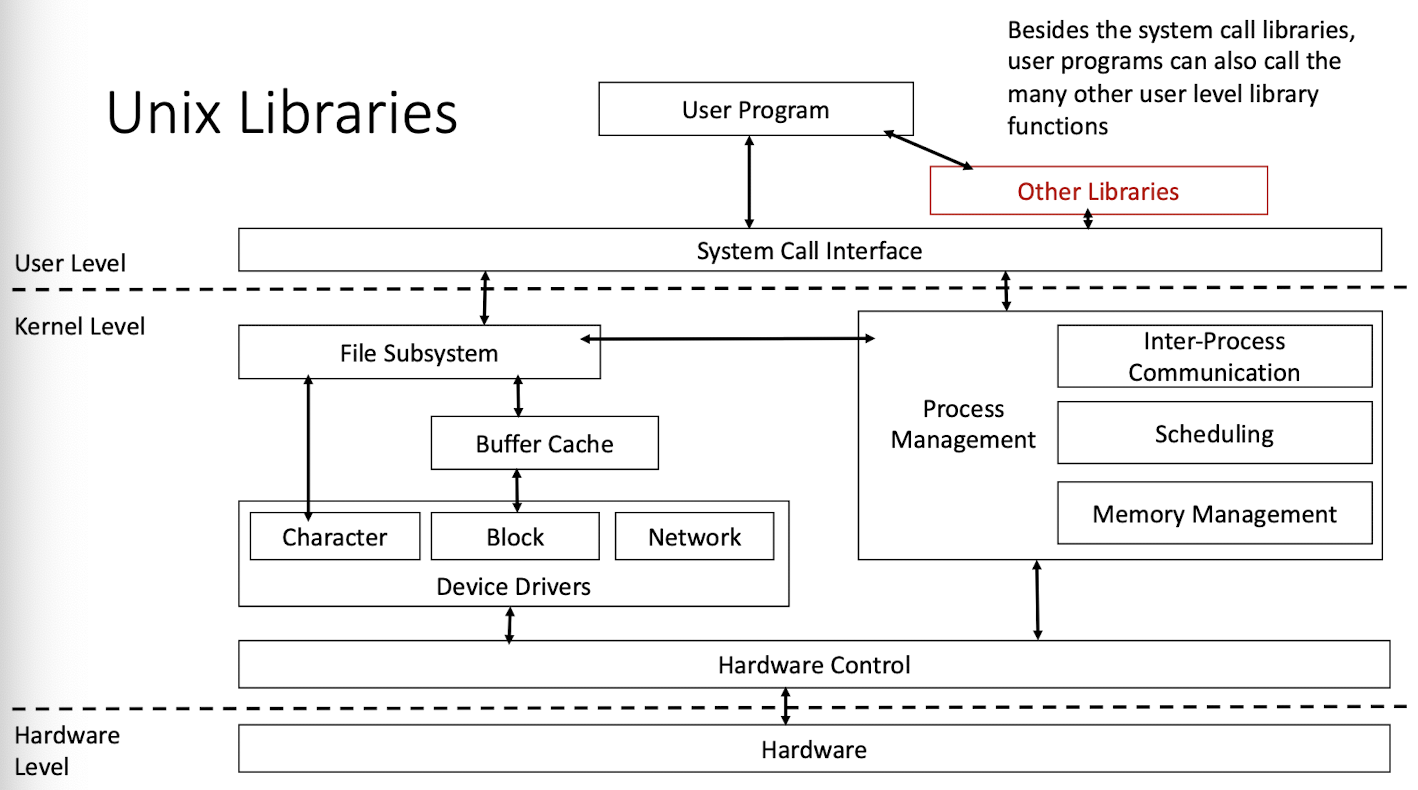 Besides the system call libraries,
user programs can also call the
many other user level library
functions
Unix Libraries
User Program
Other Libraries
System Call Interface
User Level
Kernel Level
File Subsystem
Inter-Process
Communication
Process
Management
Scheduling
Buffer Cache
Memory Management
Character
Block
Network
Device Drivers
Hardware Control
Hardware
Level
Hardware